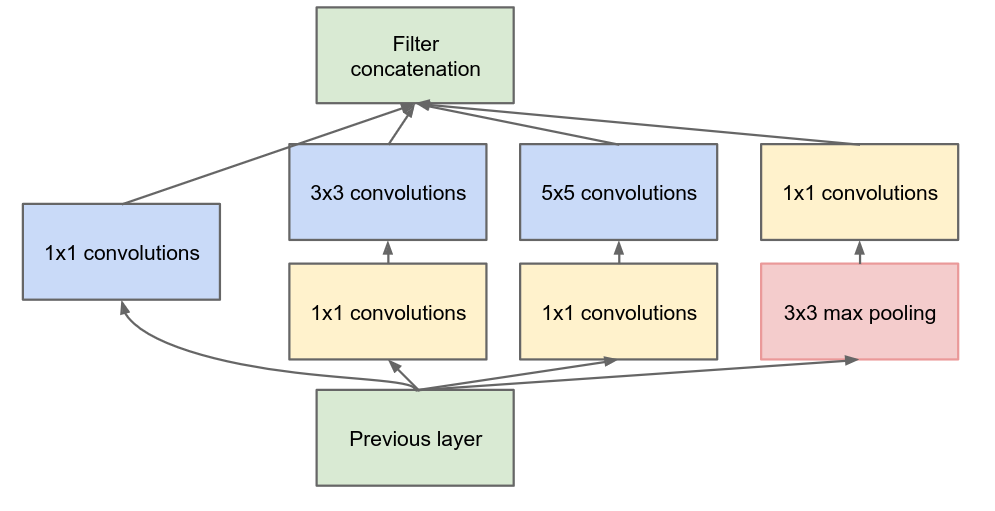 Filter
concatenation
3x3 convolutions
5x5 convolutions
1x1 convolutions
1x1 convolutions
1x1 convolutions
1x1 convolutions
3x3 max pooling
Previous layer